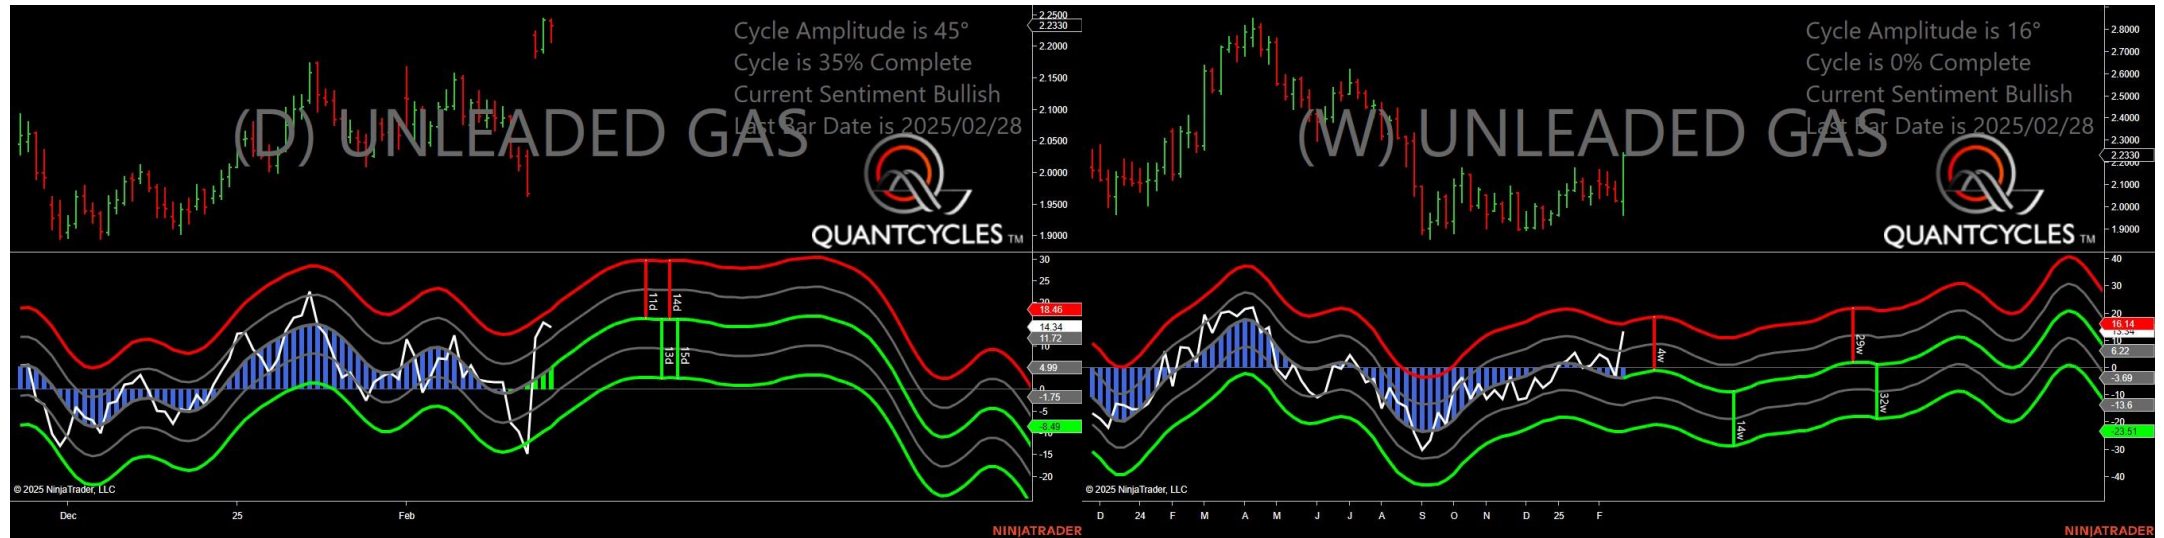 Cycle Amplitude is 45°
Cycle is 35% Complete
Current Sentiment Bullish
Last Bar Date is 2025/02/28
(D) UNLEADED GAS
QUANTCYCLES TM
2.2500
2.2330
2.2000
2.1500
2.1000
2.0500
2.0000
1.9500
1.9000
30
25
18.46
14.34
11.72
10
4.99
0
-1.75
-5
-8.49
-10
-15
-20
11d
14d
13d
15d
© 2025 NinjaTrader, LLC
Dec
25
Feb
NINJATRADER
Cycle Amplitude is 16°
Cycle is 0% Complete
Current Sentiment Bullish
Last Bar Date is 2025/02/28
(W) UNLEADED GAS
QUANTCYCLES TM
2.8000
2.7000
2.6000
2.5000
2.4000
2.3000
2.2330
2.2000
2.1000
2.0000
1.9000
40
30
20
16.14
10
6.22
0
-3.69
-10
-13.6
-20
-23.51
-30
-40
4w
29w
14w
32w
© 2025 NinjaTrader, LLC
D 24 F M A M J J A S O N D 25 F
NINJATRADER